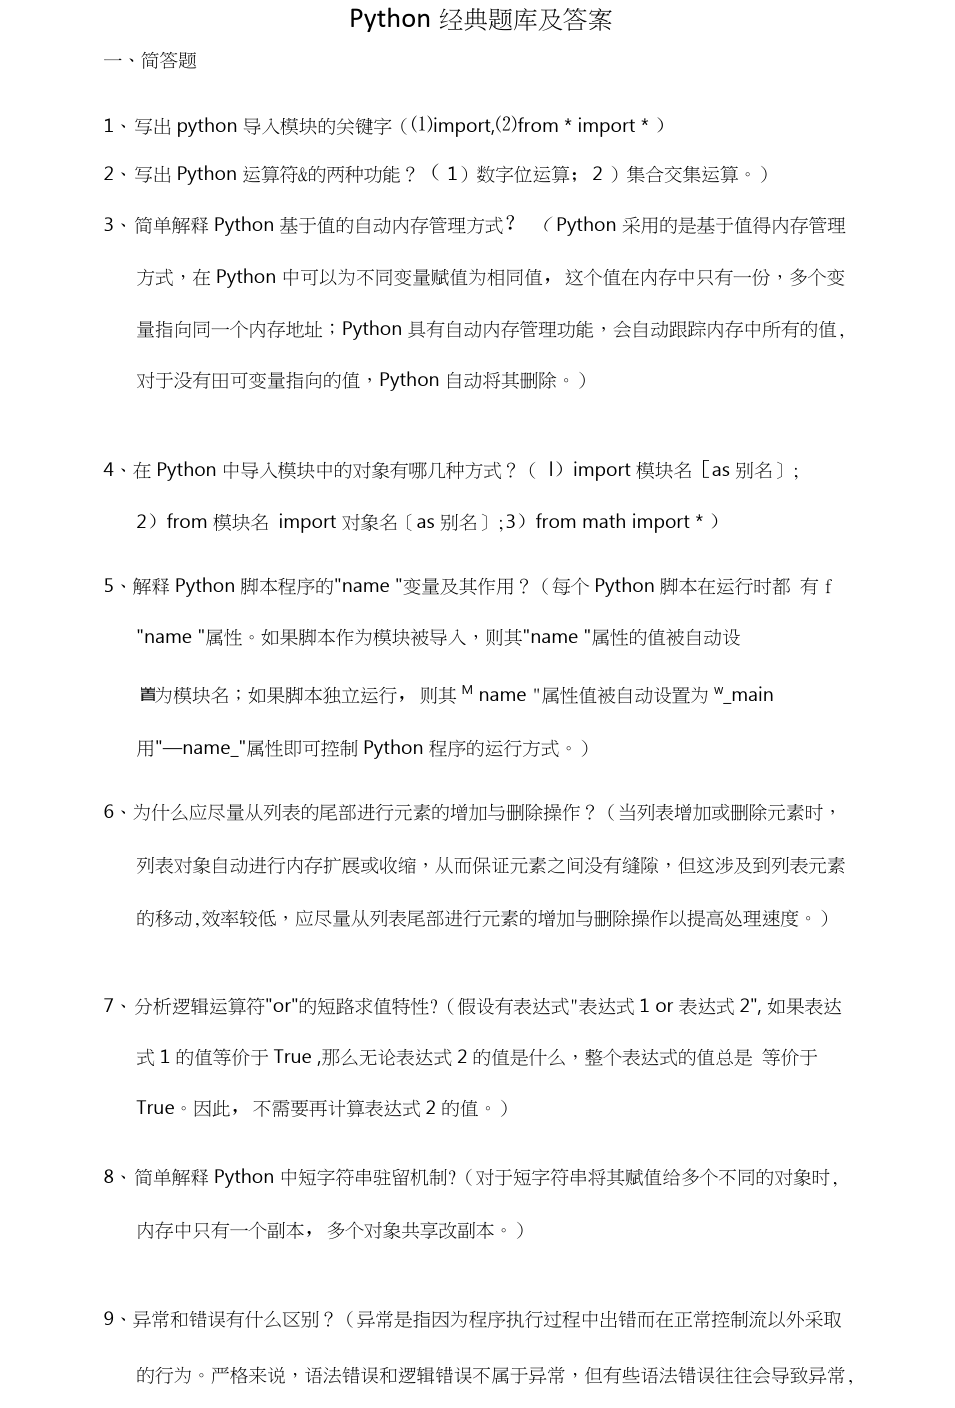 Python 经典题库及答案
一、简答题
1、写出 python 导入模块的关键字（⑴import,⑵from * import * ）
2、写出 Python 运算符&的两种功能？（ 1）数字位运算；2 ）集合交集运算。）
3、简单解释 Python 基于值的自动内存管理方式？ （ Python 采用的是基于值得内存管理
方式，在 Python 中可以为不同变量赋值为相同值，这个值在内存中只有一份，多个变
量指向同一个内存地址；Python 具有自动内存管理功能，会自动跟踪内存中所有的值,
对于没有田可变量指向的值，Python 自动将其删除。）
4、在 Python 中导入模块中的对象有哪几种方式？（ l）import 模块名［as 别名〕;
2）from 模块名 import 对象名〔as 别名〕;3）from math import * ）
5、解释 Python 脚本程序的"name "变量及其作用？（每个 Python 脚本在运行时都 有 f
"name "属性。如果脚本作为模块被导入，则其"name "属性的值被自动设
置为模块名；如果脚本独立运行，则其 M name "属性值被自动设置为 w_main
用"—name_"属性即可控制 Python 程序的运行方式。）
6、为什么应尽量从列表的尾部进行元素的增加与删除操作？（当列表增加或删除元素时，
列表对象自动进行内存扩展或收缩，从而保证元素之间没有缝隙，但这涉及到列表元素
的移动,效率较低，应尽量从列表尾部进行元素的增加与删除操作以提高处理速度。）
7、分析逻辑运算符"or"的短路求值特性?（假设有表达式"表达式 1 or 表达式 2", 如果表达
式 1 的值等价于 True ,那么无论表达式 2 的值是什么，整个表达式的值总是 等价于
True。因此，不需要再计算表达式 2 的值。）
8、简单解释 Python 中短字符串驻留机制?（对于短字符串将其赋值给多个不同的对象时,
内存中只有一个副本，多个对象共享改副本。）
9、异常和错误有什么区别？（异常是指因为程序执行过程中出错而在正常控制流以外采取
的行为。严格来说，语法错误和逻辑错误不属于异常，但有些语法错误往往会导致异常,